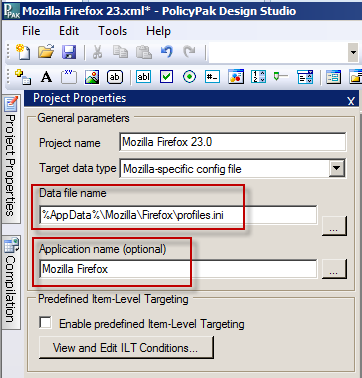 PPAK
Mozilla Firefox 23.xml* - PolicyPak Design Studio
File Edit Tools Help
A xxx ab
Project Properties
Compilation
Project Properties
General parameters
Project name Mozilla Firefox 23.0
Target data type Mozilla-specific config file
Data file name
%AppData%\Mozilla\Firefox\profiles.ini
...
Application name (optional)
Mozilla Firefox
...
Predefined Item-Level Targeting
Enable predefined Item-Level Targeting
View and Edit ILT Conditions...